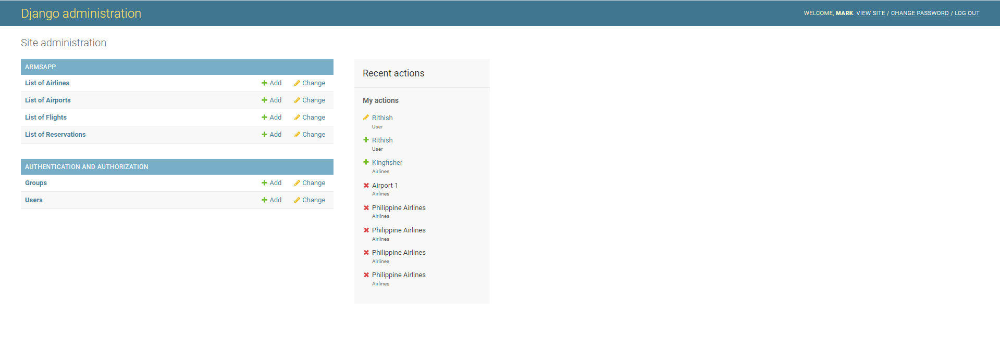 Django administration
WELCOME, MARK. VIEW SITE / CHANGE PASSWORD / LOG OUT
Site administration
ARMSAPP
List of Airlines Add Change
List of Airports Add Change
List of Flights Add Change
List of Reservations Add Change
AUTHENTICATION AND AUTHORIZATION
Groups Add Change
Users Add Change
Recent actions
My actions
Rithish
User
Rithish
User
Kingfisher
Airlines
Airport 1
Airlines
Philippine Airlines
Airlines
Philippine Airlines
Airlines
Philippine Airlines
Airlines
Philippine Airlines
Airlines